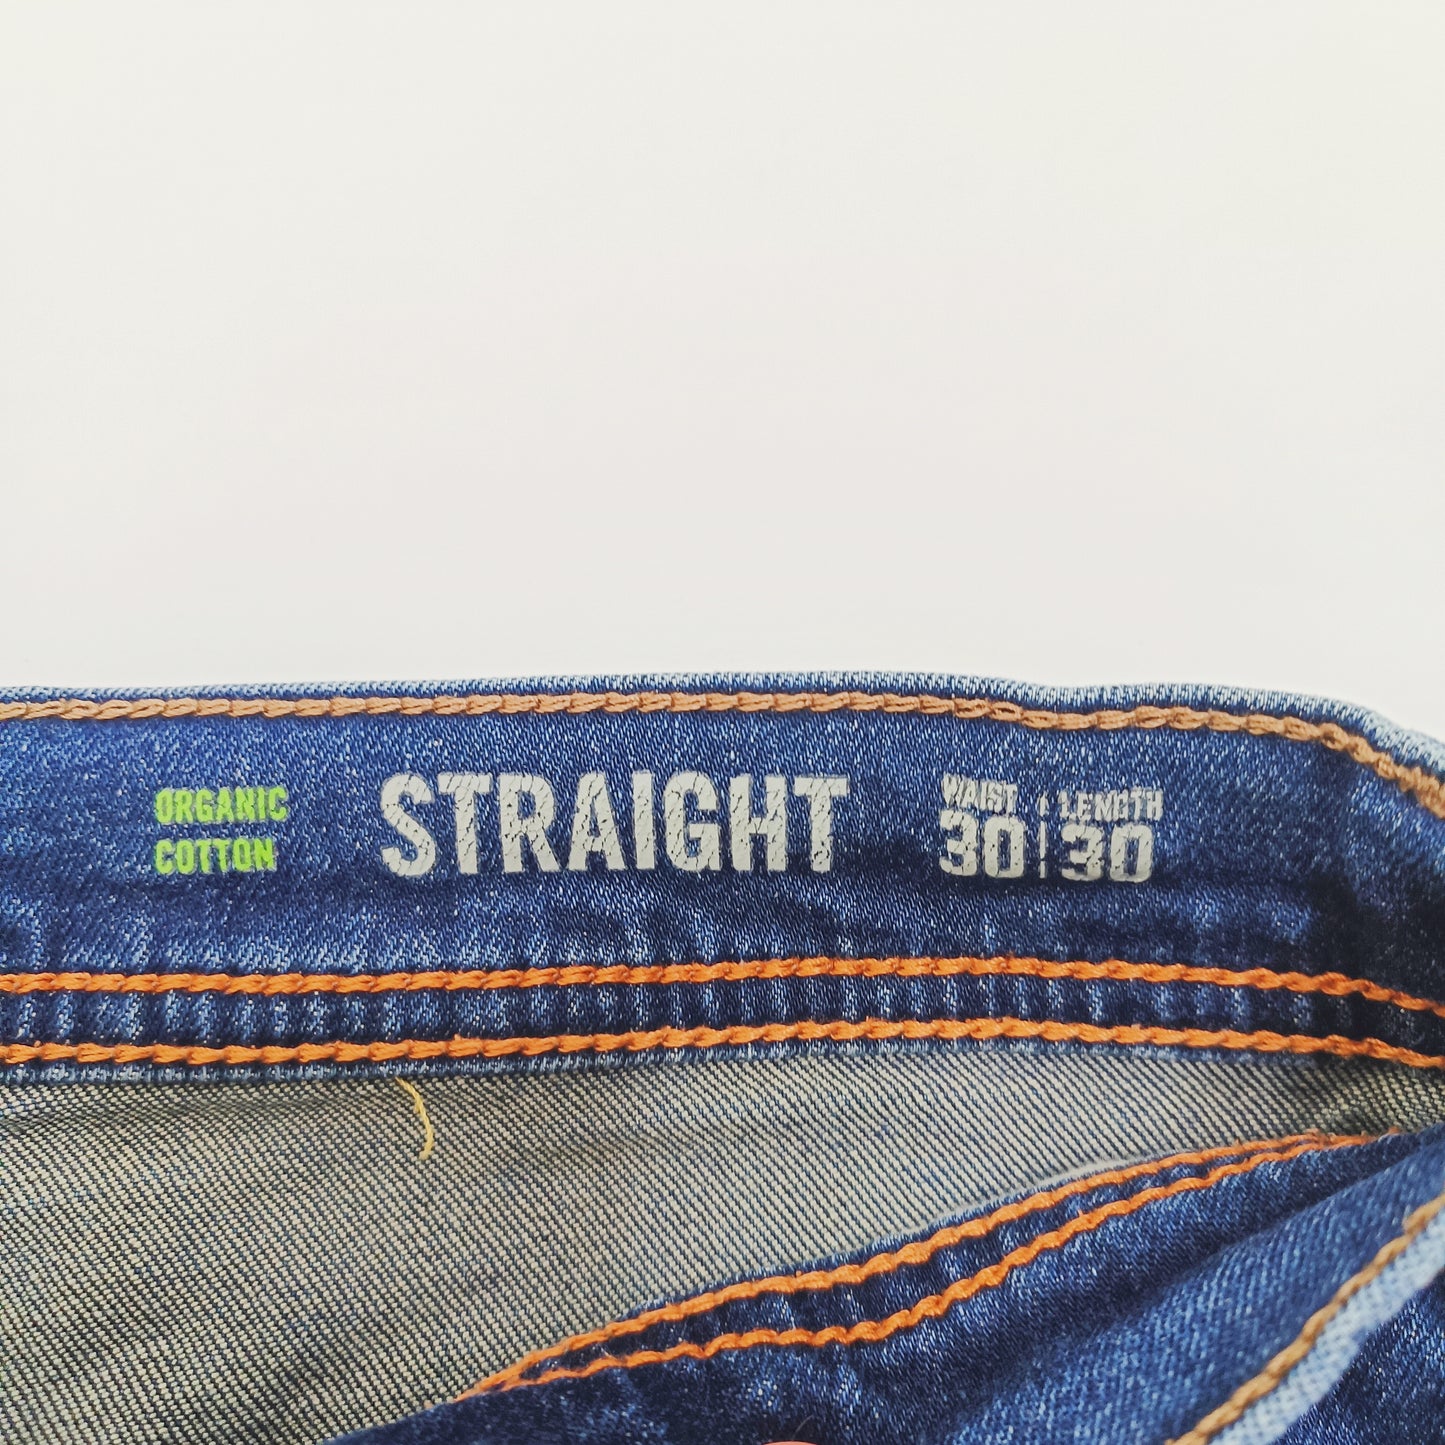 ORGANIC
COTTON
STRAIGHT
WAIST
30
LENGTH
30